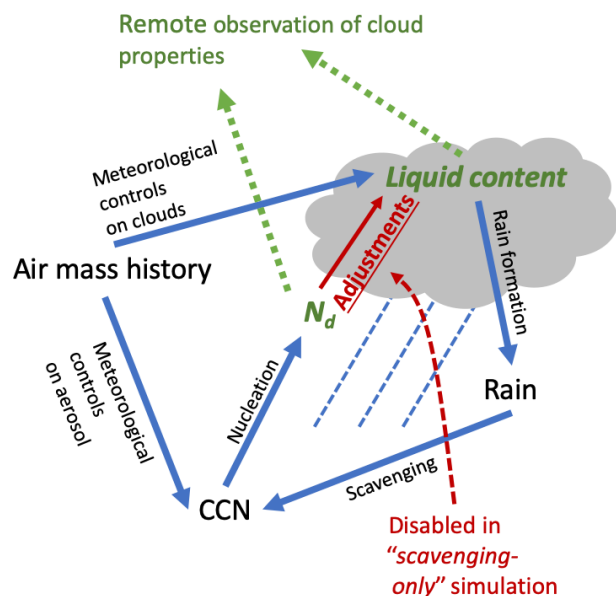 Remote observation of cloud
properties
Meteorological
controls
on clouds
Liquid content
Adjustments
Rain formation
Air mass history
N_d
Meteorological
controls
on aerosol
Nucleation
Rain
Scavenging
CCN
Disabled in
“scavenging-
only” simulation